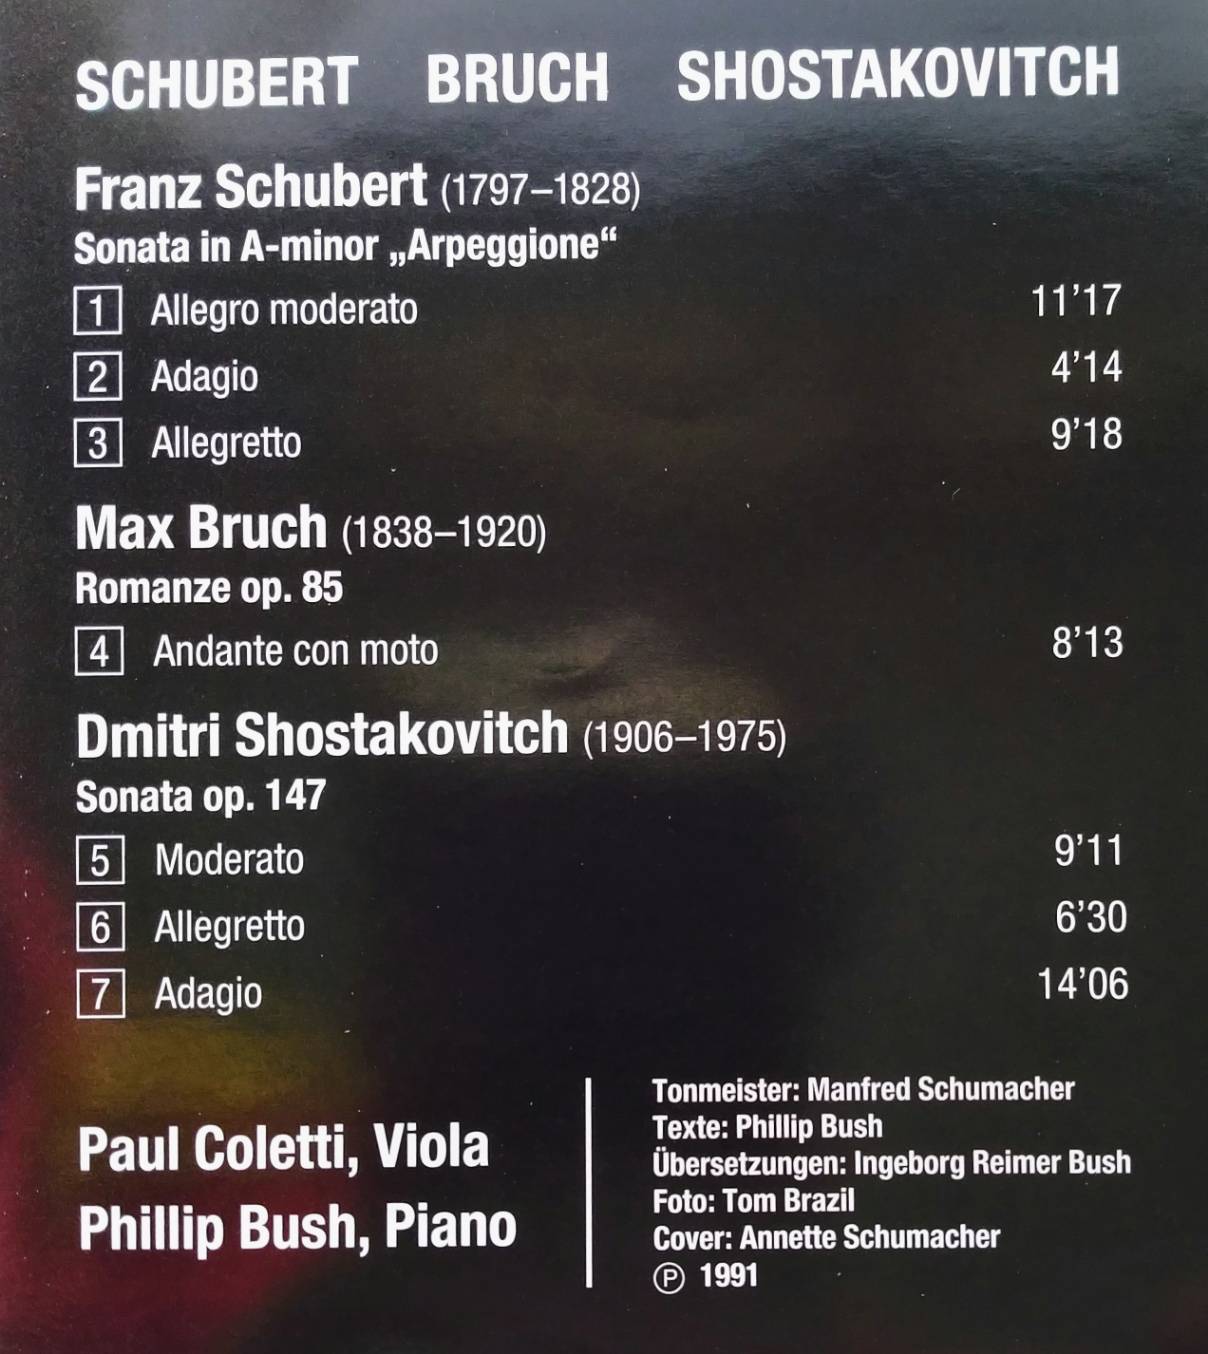 SCHUBERT BRUCH SHOSTAKOVITCH
Franz Schubert (1797–1828)
Sonata in A-minor „Arpeggione“
1 Allegro moderato 11’17
2 Adagio 4’14
3 Allegretto 9’18
Max Bruch (1838–1920)
Romanze op. 85
4 Andante con moto 8’13
Dmitri Shostakovitch (1906–1975)
Sonata op. 147
5 Moderato 9’11
6 Allegretto 6’30
7 Adagio 14’06
Paul Coletti, Viola
Phillip Bush, Piano
Tonmeister: Manfred Schumacher
Texte: Phillip Bush
Übersetzungen: Ingeborg Reimer Bush
Foto: Tom Brazil
Cover: Annette Schumacher
℗ 1991